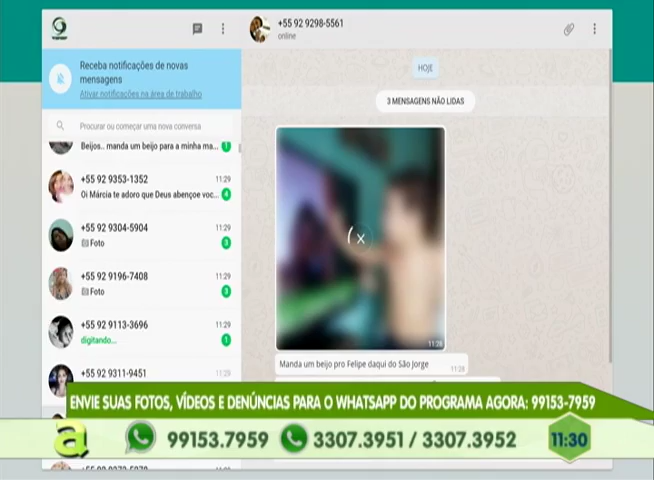 +55 92 9298-5561
online
Receba notificações de novas
mensagens
Ativar notificações na área de trabalho
HOJE
3 MENSAGENS NÃO LIDAS
Procurar ou começar uma nova conversa
Beijos.. manda um beijo para a minha ma... 1
+55 92 9353-1352 11:29
Oi Márcia te adoro que Deus abençoe voc... 4
+55 92 9304-5904 11:29
Foto 3
+55 92 9196-7408 11:29
Foto 3
+55 92 9113-3696 11:29
digitando... 1
+55 92 9311-9451 11:29
11:28
Manda um beijo pro Felipe daqui do São Jorge 11:28
ENVIE SUAS FOTOS, VÍDEOS E DENÚNCIAS PARA O WHATSAPP DO PROGRAMA AGORA: 99153-7959
a 99153.7959 3307.3951 / 3307.3952 11:30